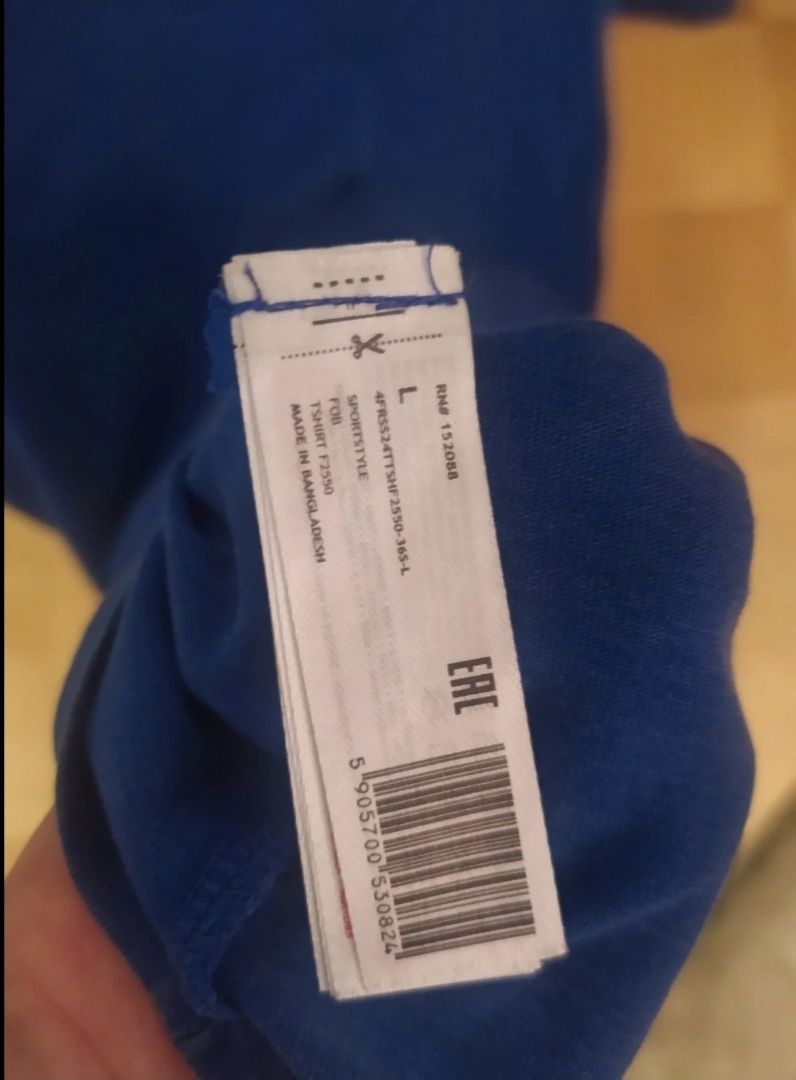 RN# 152088
L
4FRSS24TTSHF2550-36S-L
SPORTSTYLE
FOB
TSHIRT F2550
MADE IN BANGLADESH
EAC
5 905700 530824